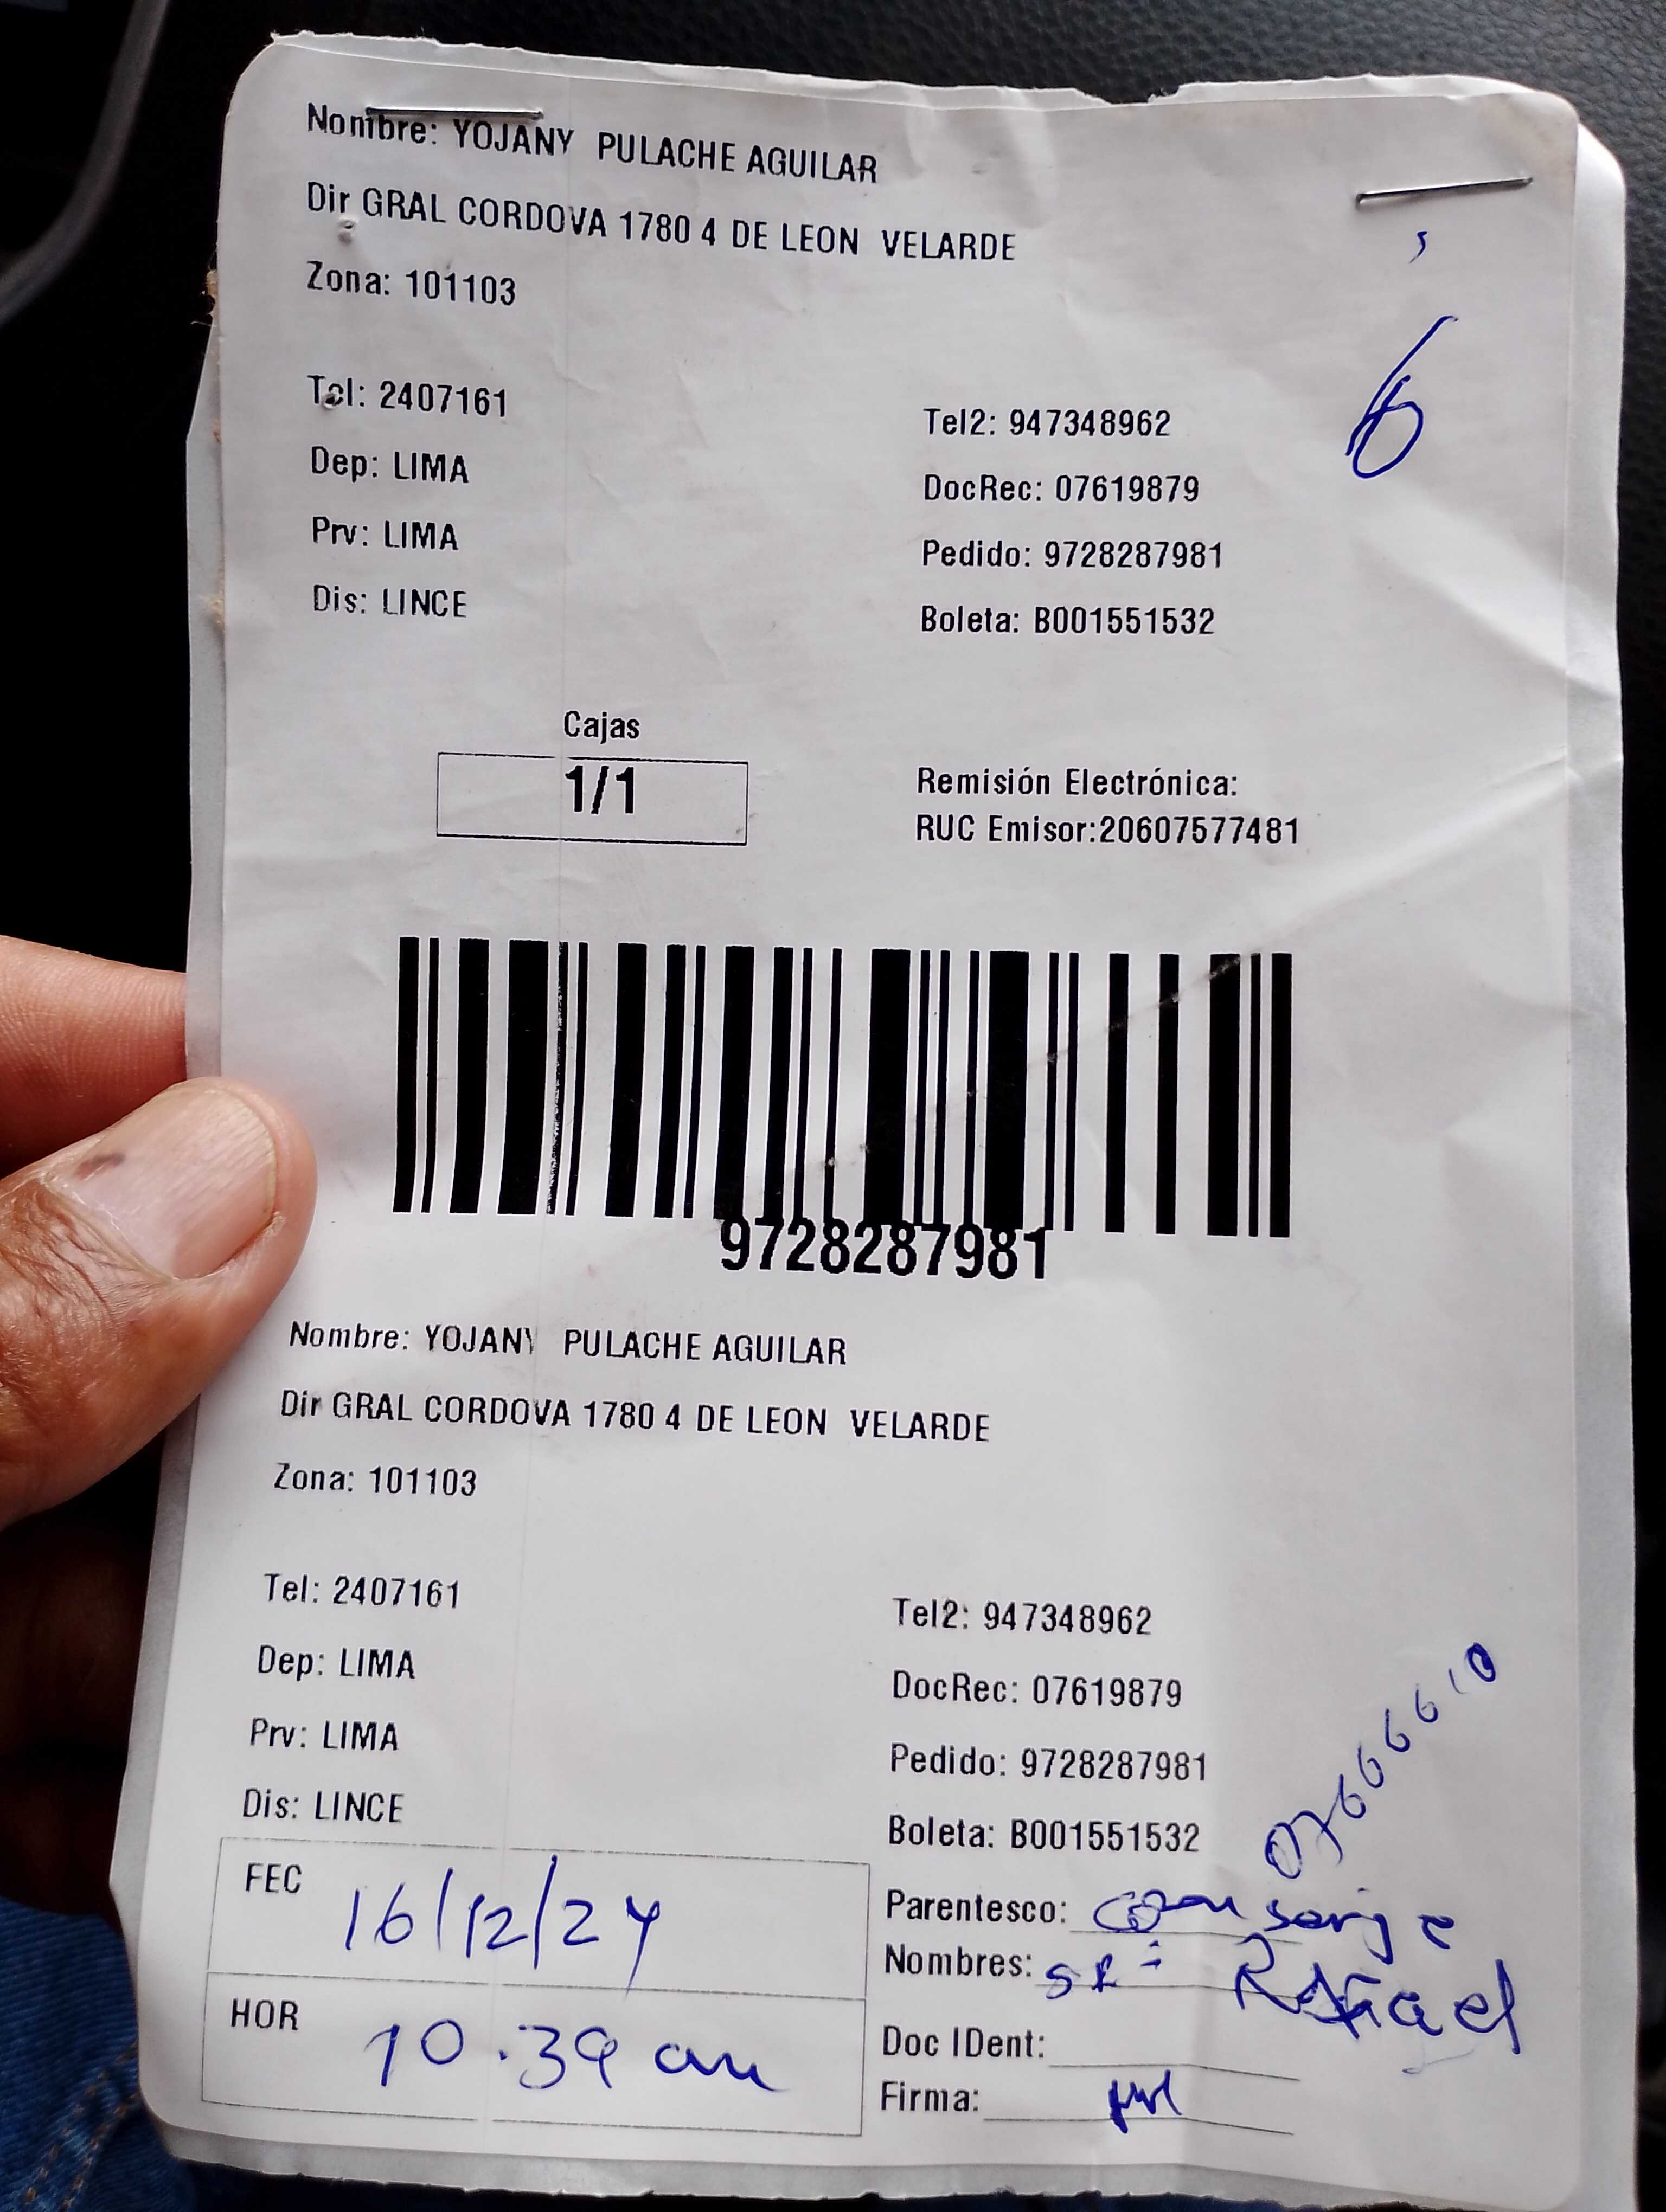 Nombre: YOJANY PULACHE AGUILAR
Dir GRAL CORDOVA 1780 4 DE LEON VELARDE
Zona: 101103
6
Tel: 2407161
Tel2: 947348962
Dep: LIMA
DocRec: 07619879
Prv: LIMA
Pedido: 9728287981
Dis: LINCE
Boleta: B001551532
Cajas
1/1
Remisión Electrónica:
RUC Emisor:20607577481
9728287981
Nombre: YOJANY PULACHE AGUILAR
Dir GRAL CORDOVA 1780 4 DE LEON VELARDE
Zona: 101103
Tel: 2407161
Tel2: 947348962
Dep: LIMA
DocRec: 07619879
Prv: LIMA
Pedido: 9728287981
Dis: LINCE
Boleta: B001551532
FEC 16/12/24
Parentesco: conserje
Nombres: Sr. Rafael
HOR 10.39 am
Doc IDent:
Firma: